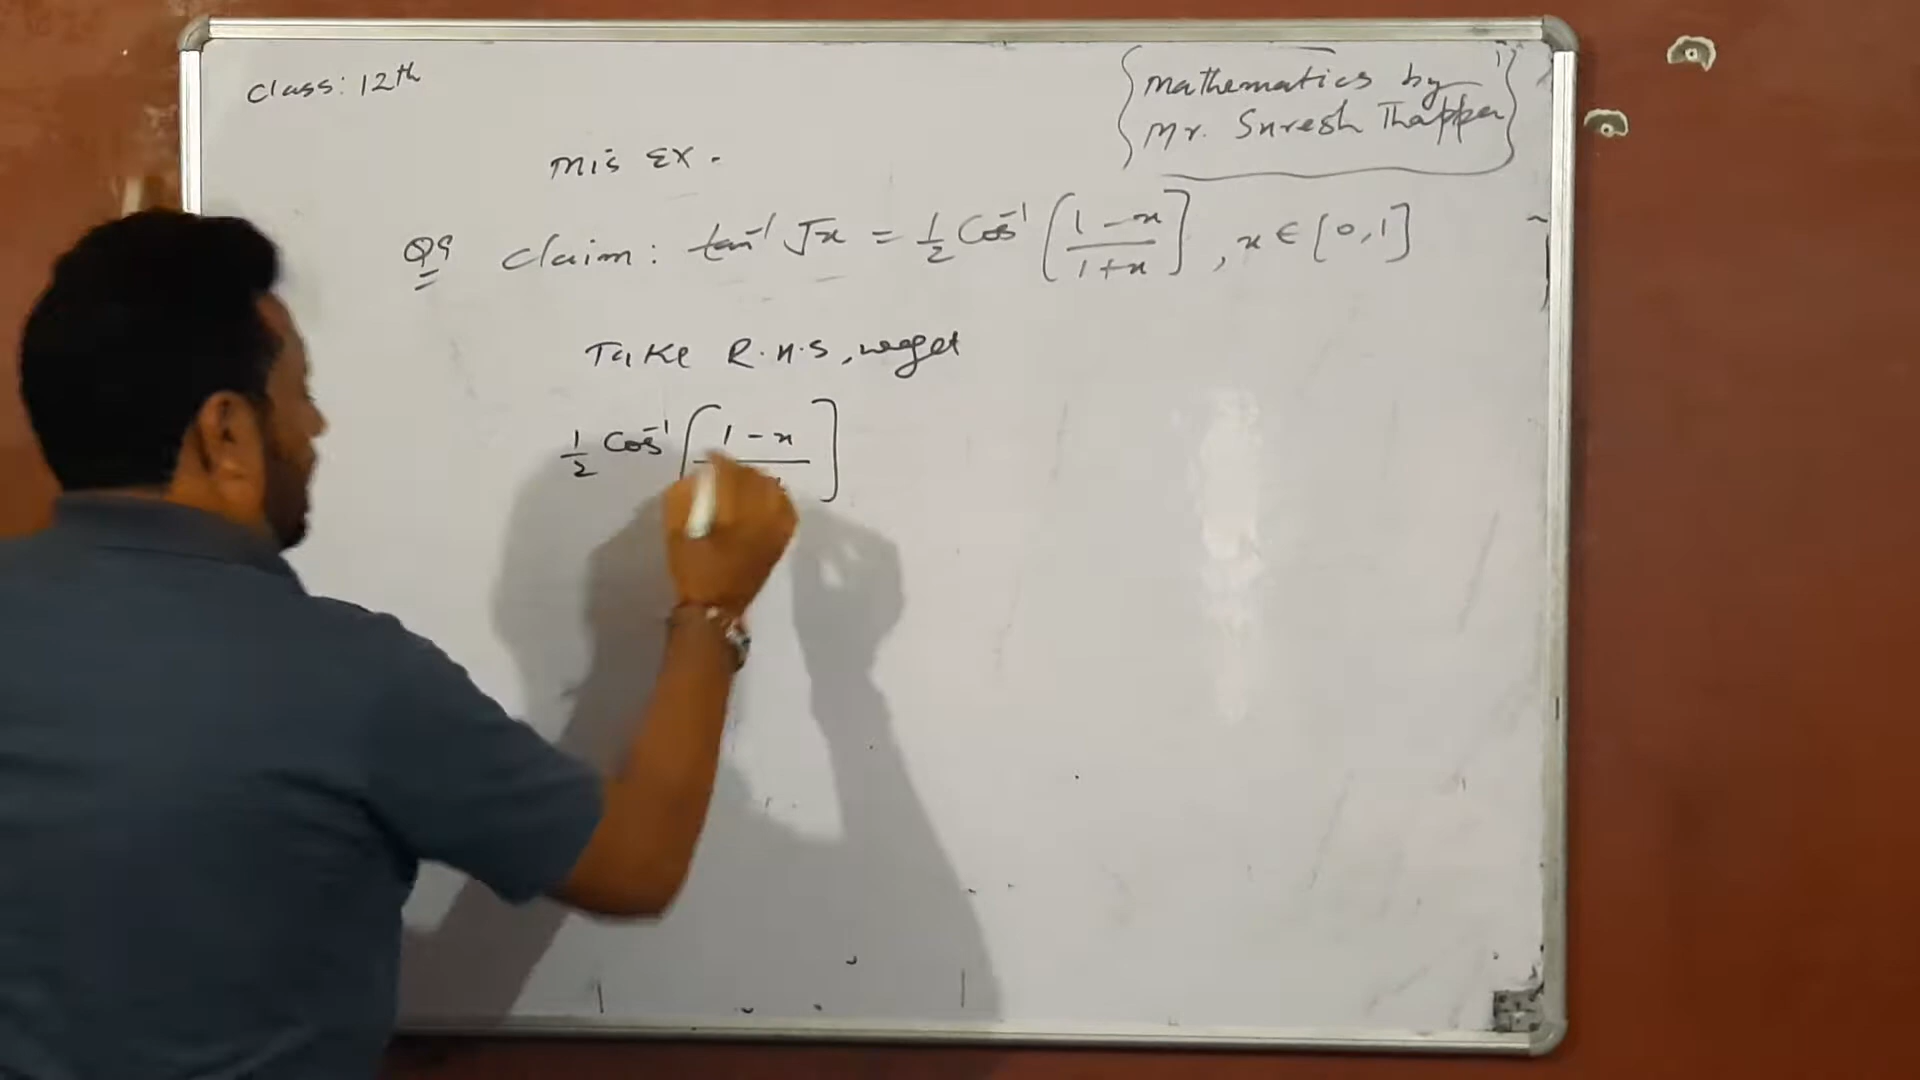 Class: 12th
Mathematics by
Mr. Suresh Thapper
Mis Ex.
Q9 Claim: tan⁻¹ √x = 1/2 Cos⁻¹ [(1-x)/(1+x)], x ∈ [0,1]
Take R.H.S, we get
1/2 Cos⁻¹ [1-x